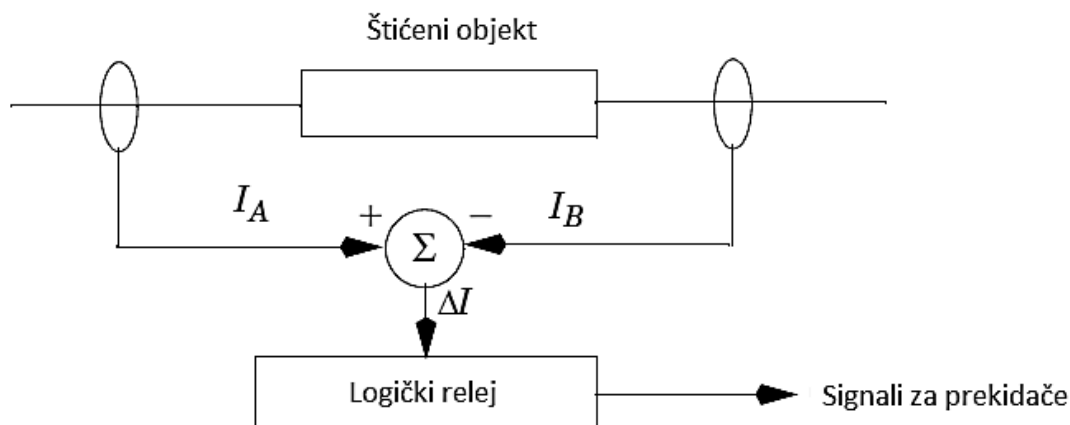 Štićeni objekt
I_A + − I_B
Σ
ΔI
Logički relej
Signali za prekidače